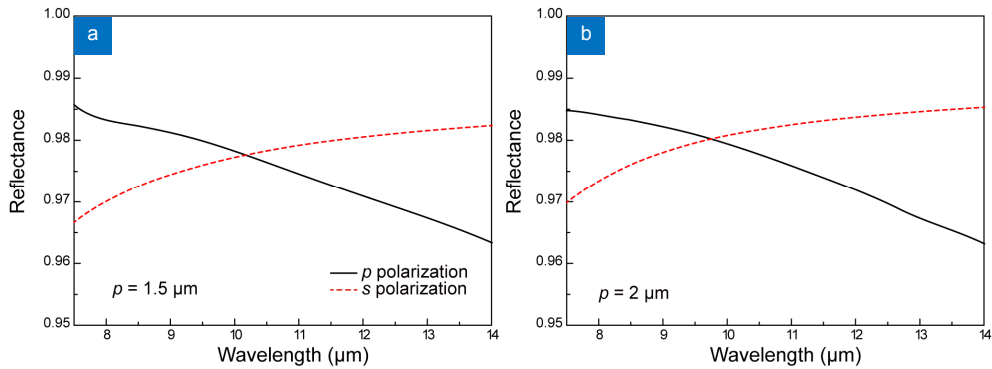 a
1.00
0.99
0.98
0.97
0.96
0.95
Reflectance
p = 1.5 μm
p polarization
s polarization
8 9 10 11 12 13 14
Wavelength (μm)
b
1.00
0.99
0.98
0.97
0.96
0.95
Reflectance
p = 2 μm
8 9 10 11 12 13 14
Wavelength (μm)